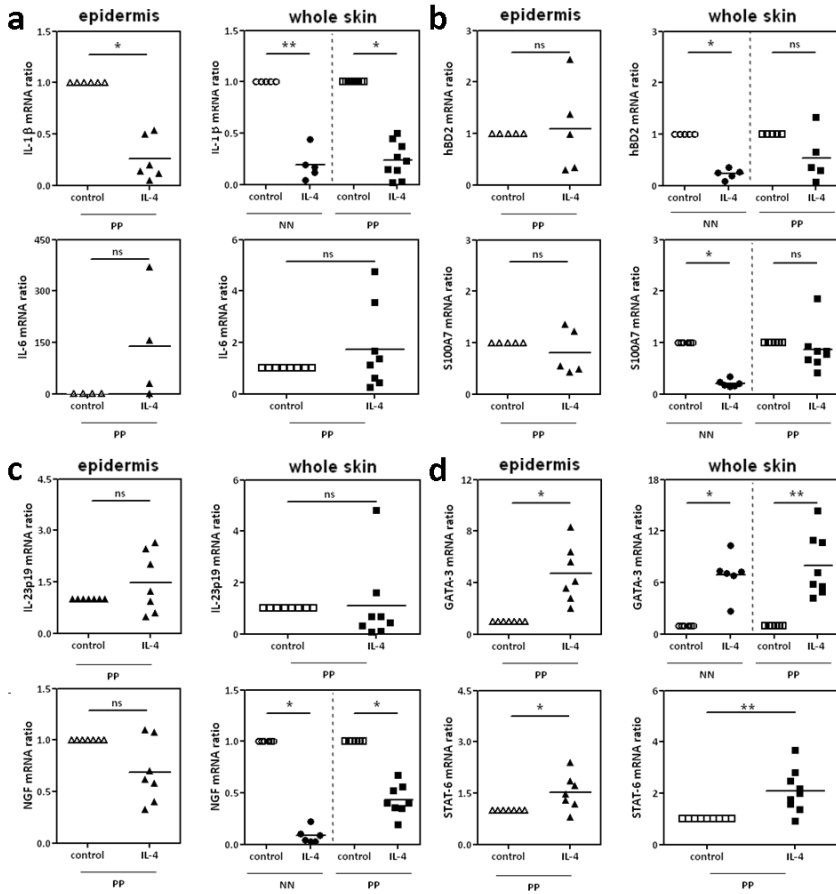 a
epidermis
whole skin
IL-1β mRNA ratio
1.5
1.0
0.5
0.0
*
control
IL-4
PP
IL-1β mRNA ratio
1.5
1.0
0.5
0.0
**
*
control
IL-4
control
IL-4
NN
PP
IL-6 mRNA ratio
450
300
150
0
ns
control
IL-4
PP
IL-6 mRNA ratio
6
4
2
0
ns
control
IL-4
PP
b
epidermis
whole skin
hBD2 mRNA ratio
3
2
1
0
ns
control
IL-4
PP
hBD2 mRNA ratio
3
2
1
0
*
ns
control
IL-4
control
IL-4
NN
PP
S100A7 mRNA ratio
3
2
1
0
ns
control
IL-4
PP
S100A7 mRNA ratio
3
2
1
0
*
ns
control
IL-4
control
IL-4
NN
PP
c
epidermis
whole skin
IL-23p19 mRNA ratio
4.5
3.0
1.5
0.0
ns
control
IL-4
PP
IL-23p19 mRNA ratio
6
4
2
0
ns
control
IL-4
PP
NGF mRNA ratio
1.5
1.0
0.5
0.0
ns
control
IL-4
PP
NGF mRNA ratio
1.5
1.0
0.5
0.0
*
*
control
IL-4
control
IL-4
NN
PP
d
epidermis
whole skin
GATA-3 mRNA ratio
12
8
4
0
*
control
IL-4
PP
GATA-3 mRNA ratio
18
12
6
0
*
**
control
IL-4
control
IL-4
NN
PP
STAT-6 mRNA ratio
4.5
3.0
1.5
0.0
*
control
IL-4
PP
STAT-6 mRNA ratio
6
4
2
0
**
control
IL-4
PP